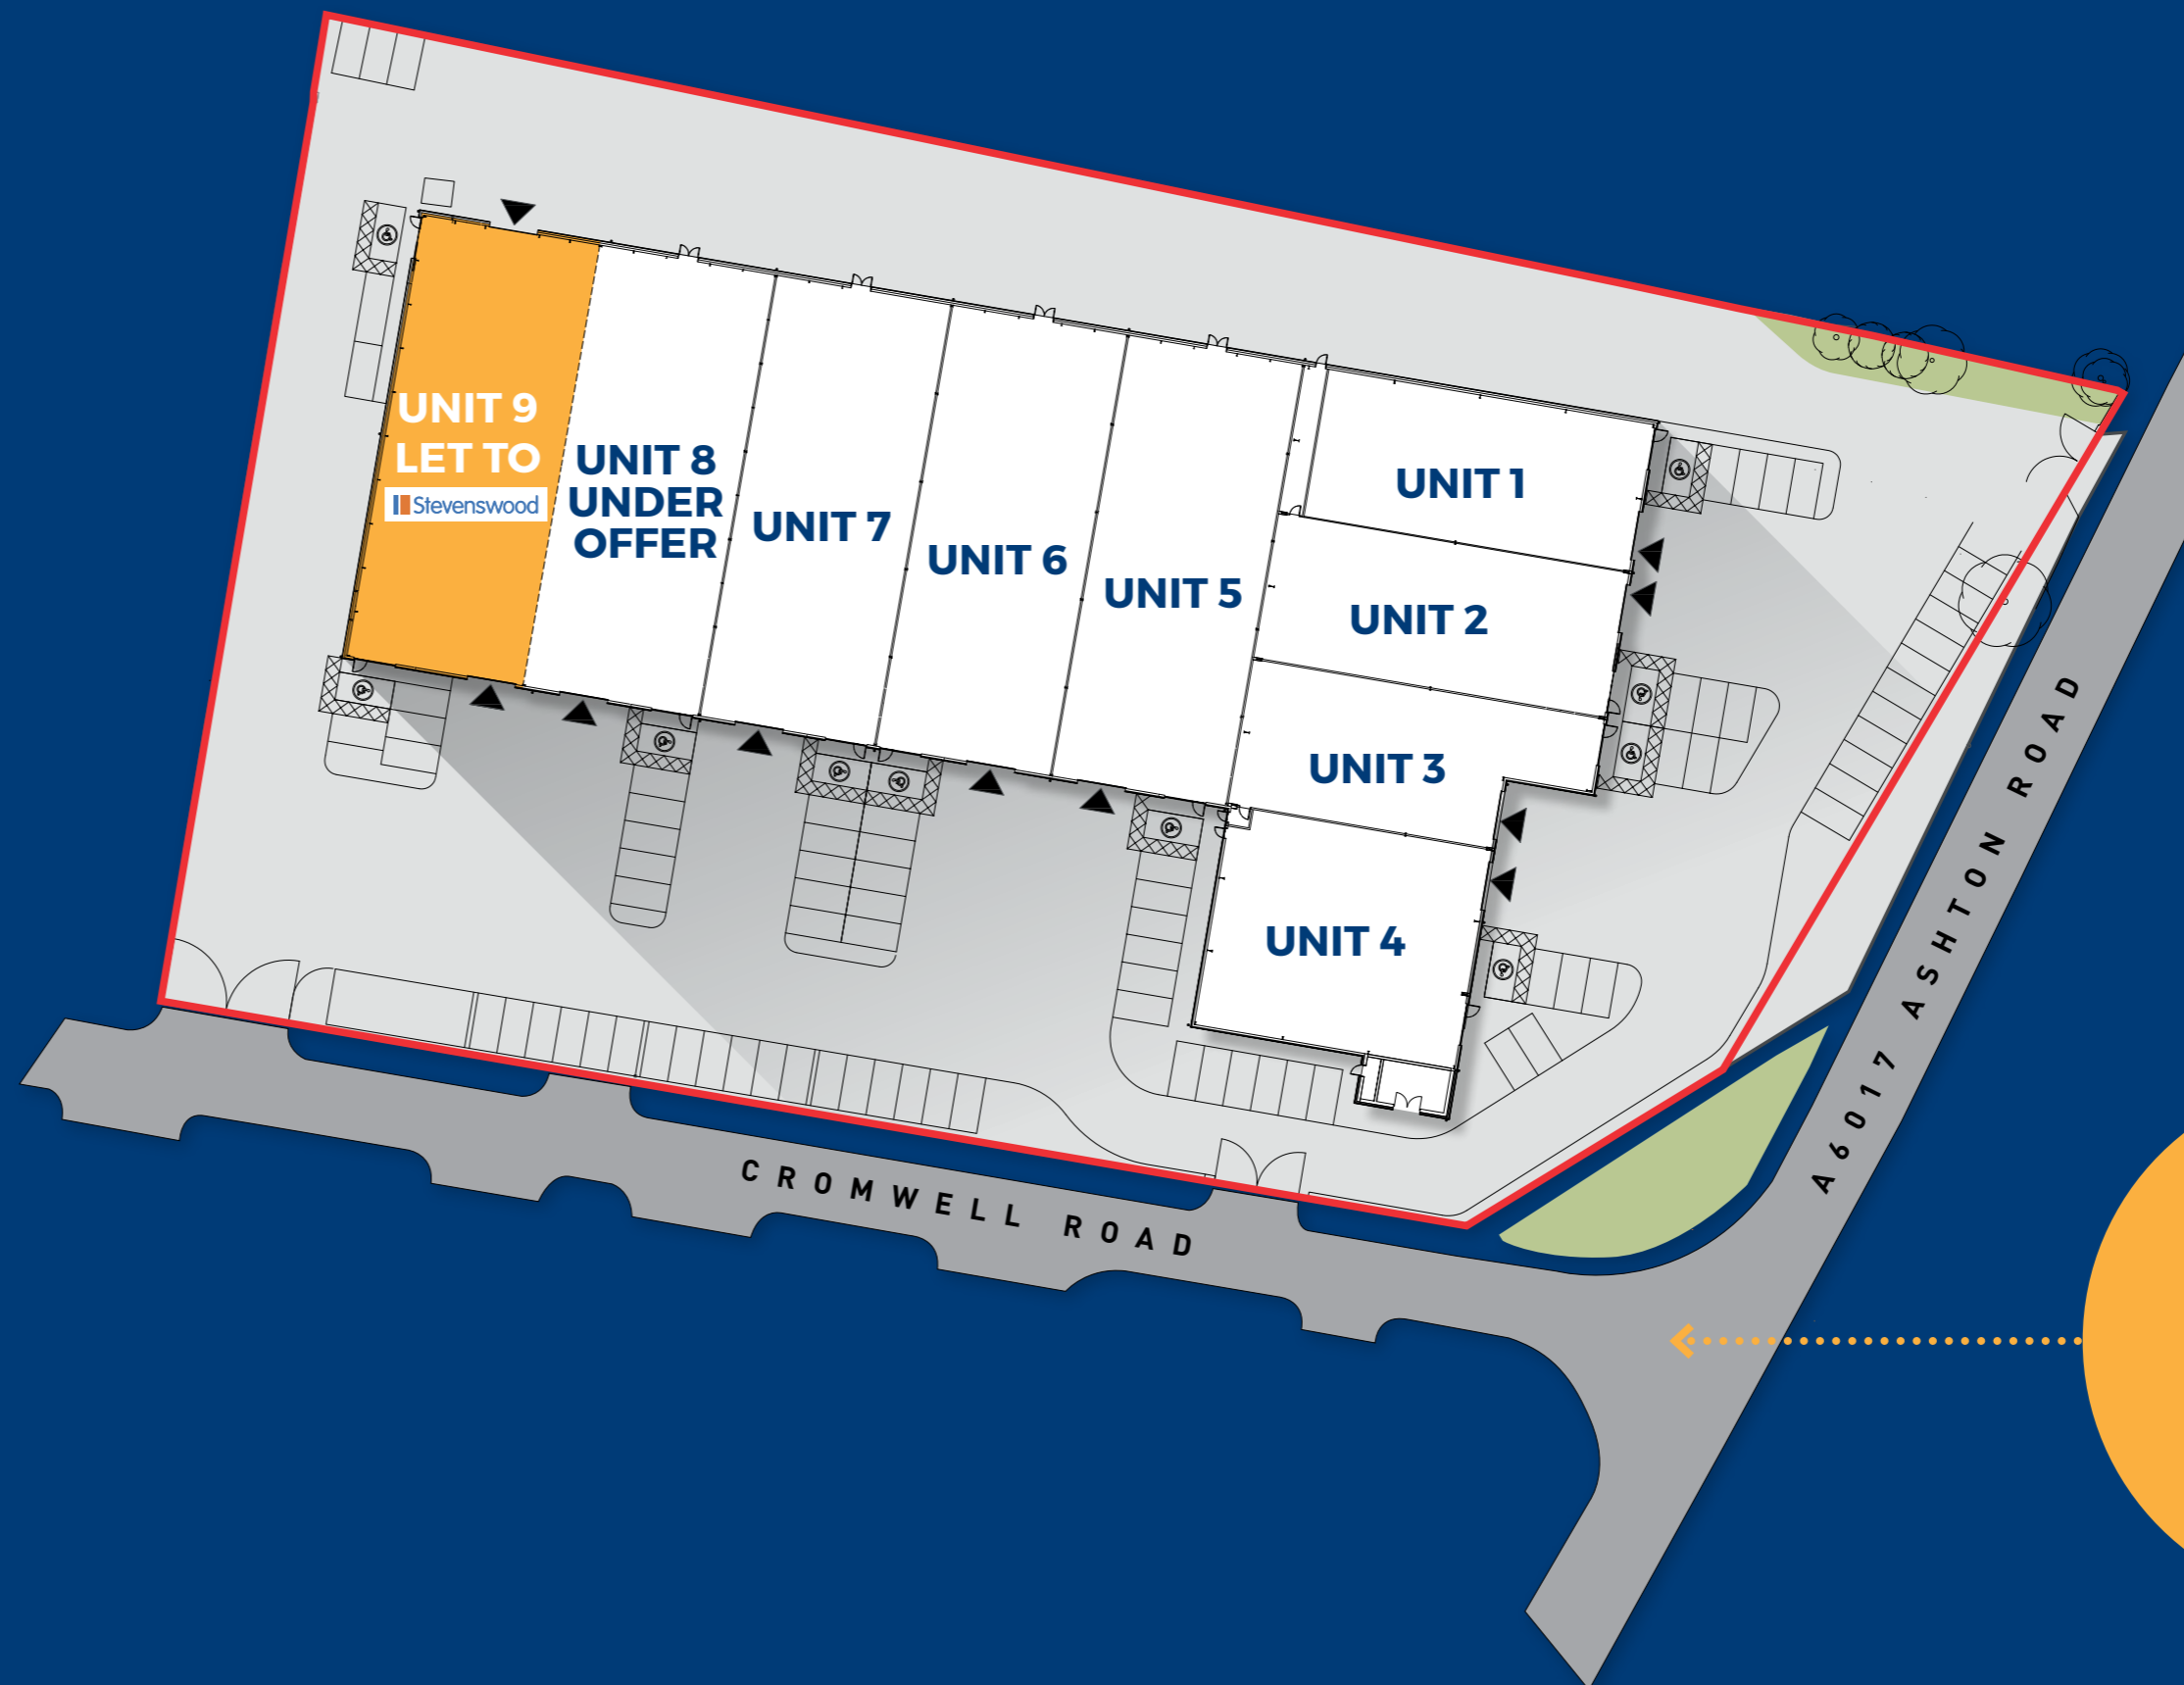 UNIT 9
LET TO
Stevenswood
UNIT 8
UNDER
OFFER
UNIT 7
UNIT 6
UNIT 5
UNIT 1
UNIT 2
UNIT 3
UNIT 4
CROMWELL ROAD
A6017 ASHTON ROAD